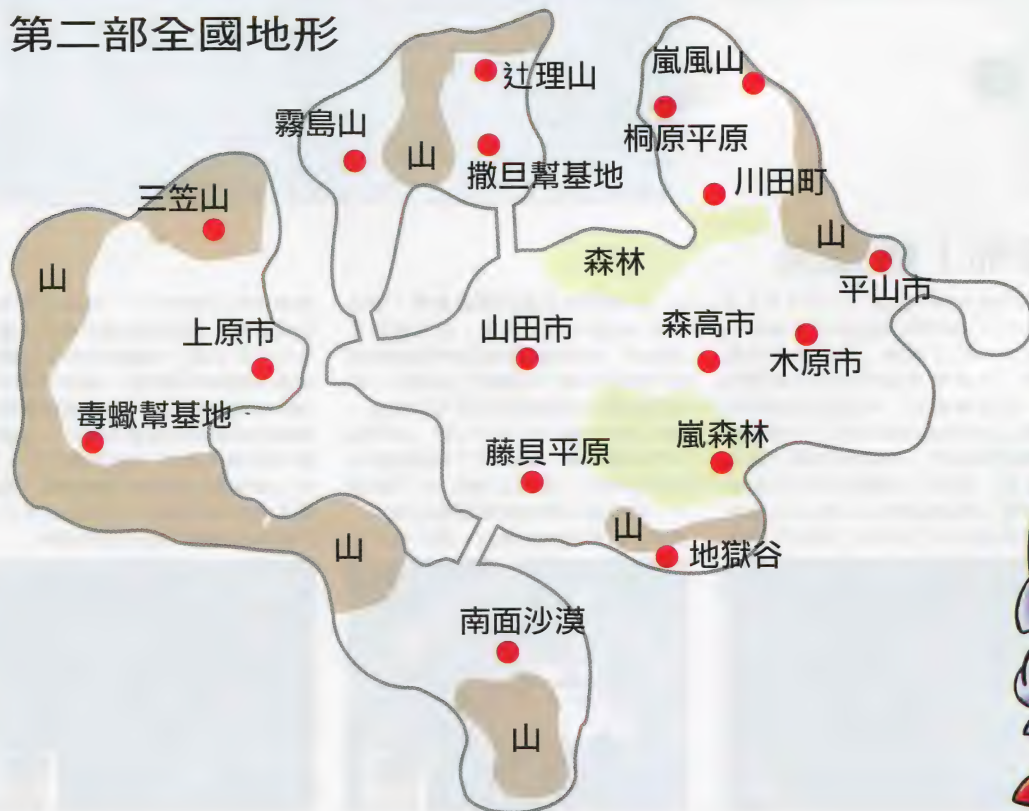 第二部全國地形
辻理山
嵐風山
桐原平原
霧島山
山
撒旦幫基地
川田町
三笠山
山
山
森林
平山市
上原市
山田市
森高市
木原市
毒蠍幫基地
藤貝平原
嵐森林
山
山
地獄谷
南面沙漠
山